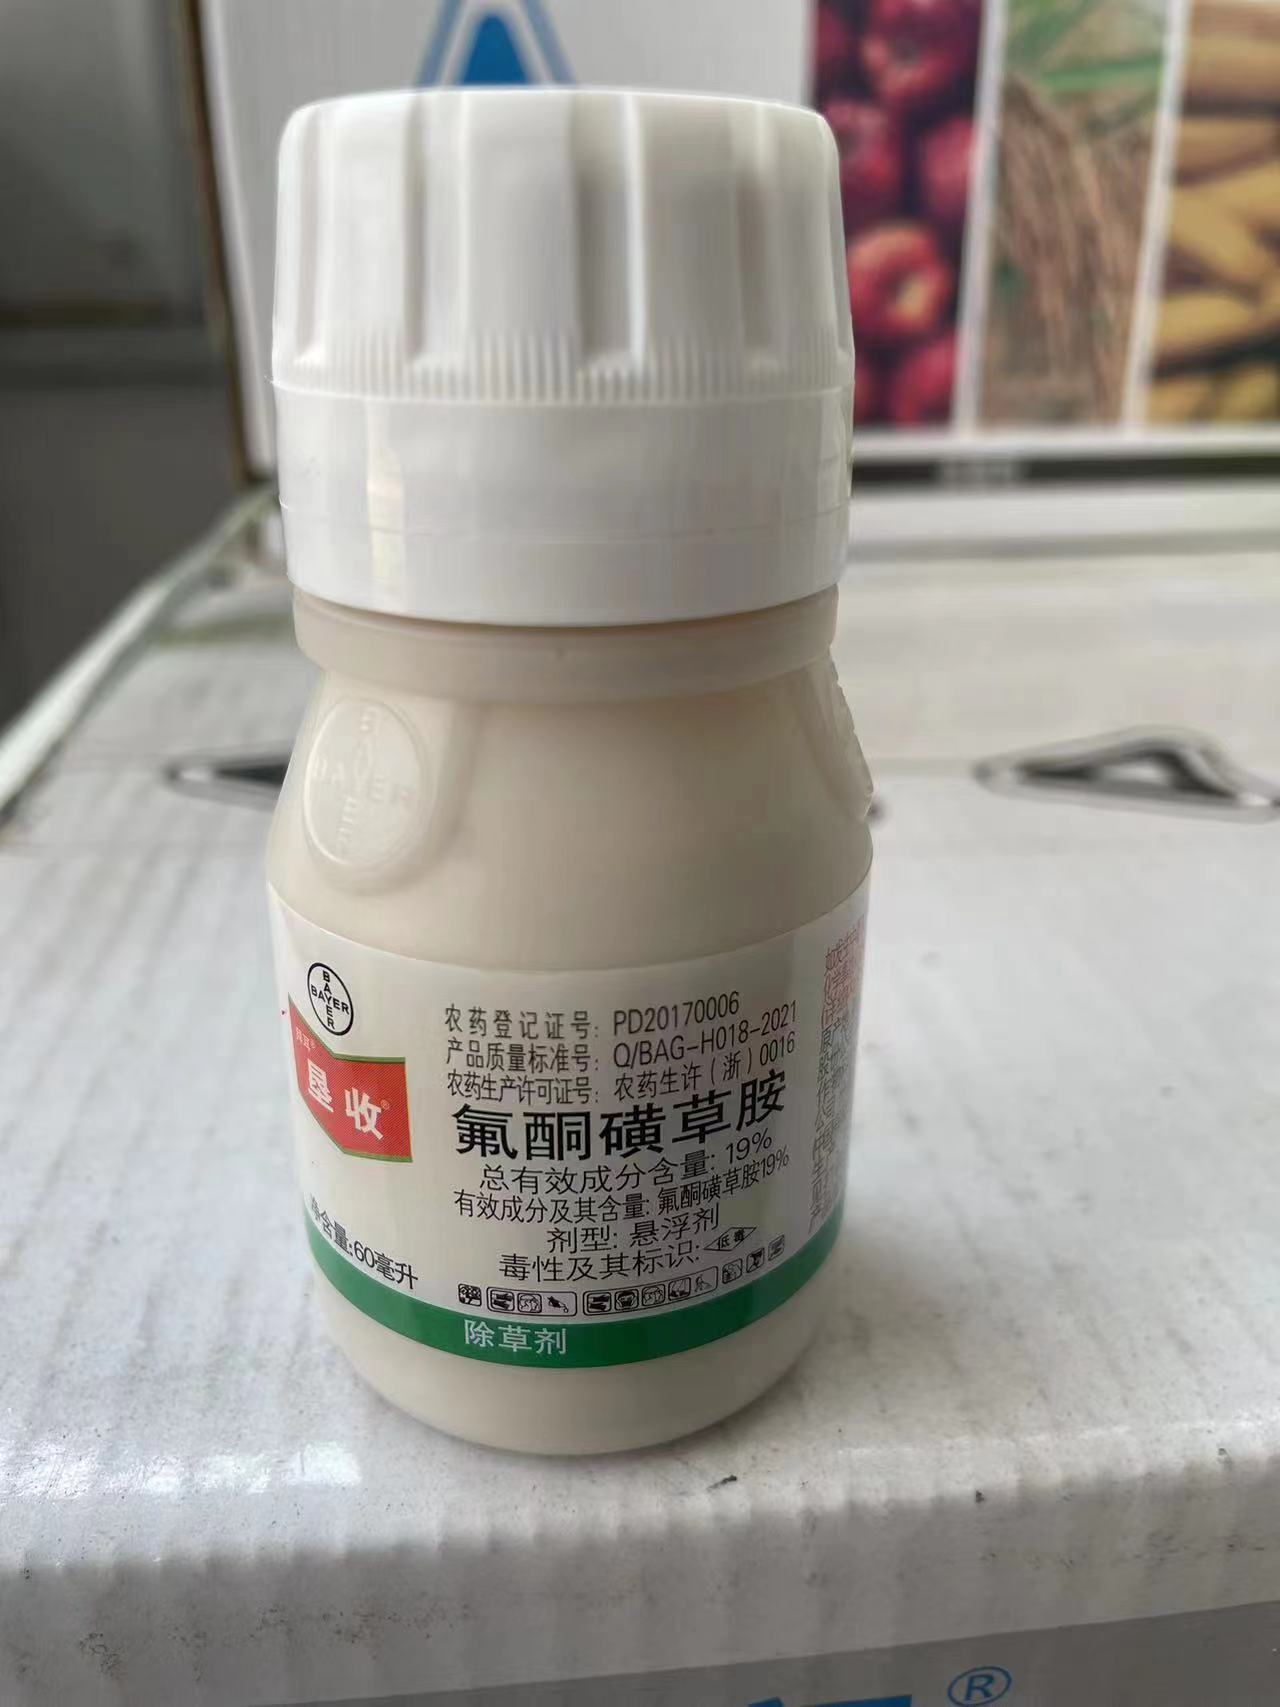 BAYER
BAYER
拜耳®
垦收®
农药登记证号：PD20170006
产品质量标准号：Q/BAG-H018-2021
农药生产许可证号：农药生许（浙）0016
氟酮磺草胺
总有效成分含量：19%
有效成分及其含量：氟酮磺草胺19%
剂型：悬浮剂
毒性及其标识：低毒
净含量：60毫升
除草剂
®